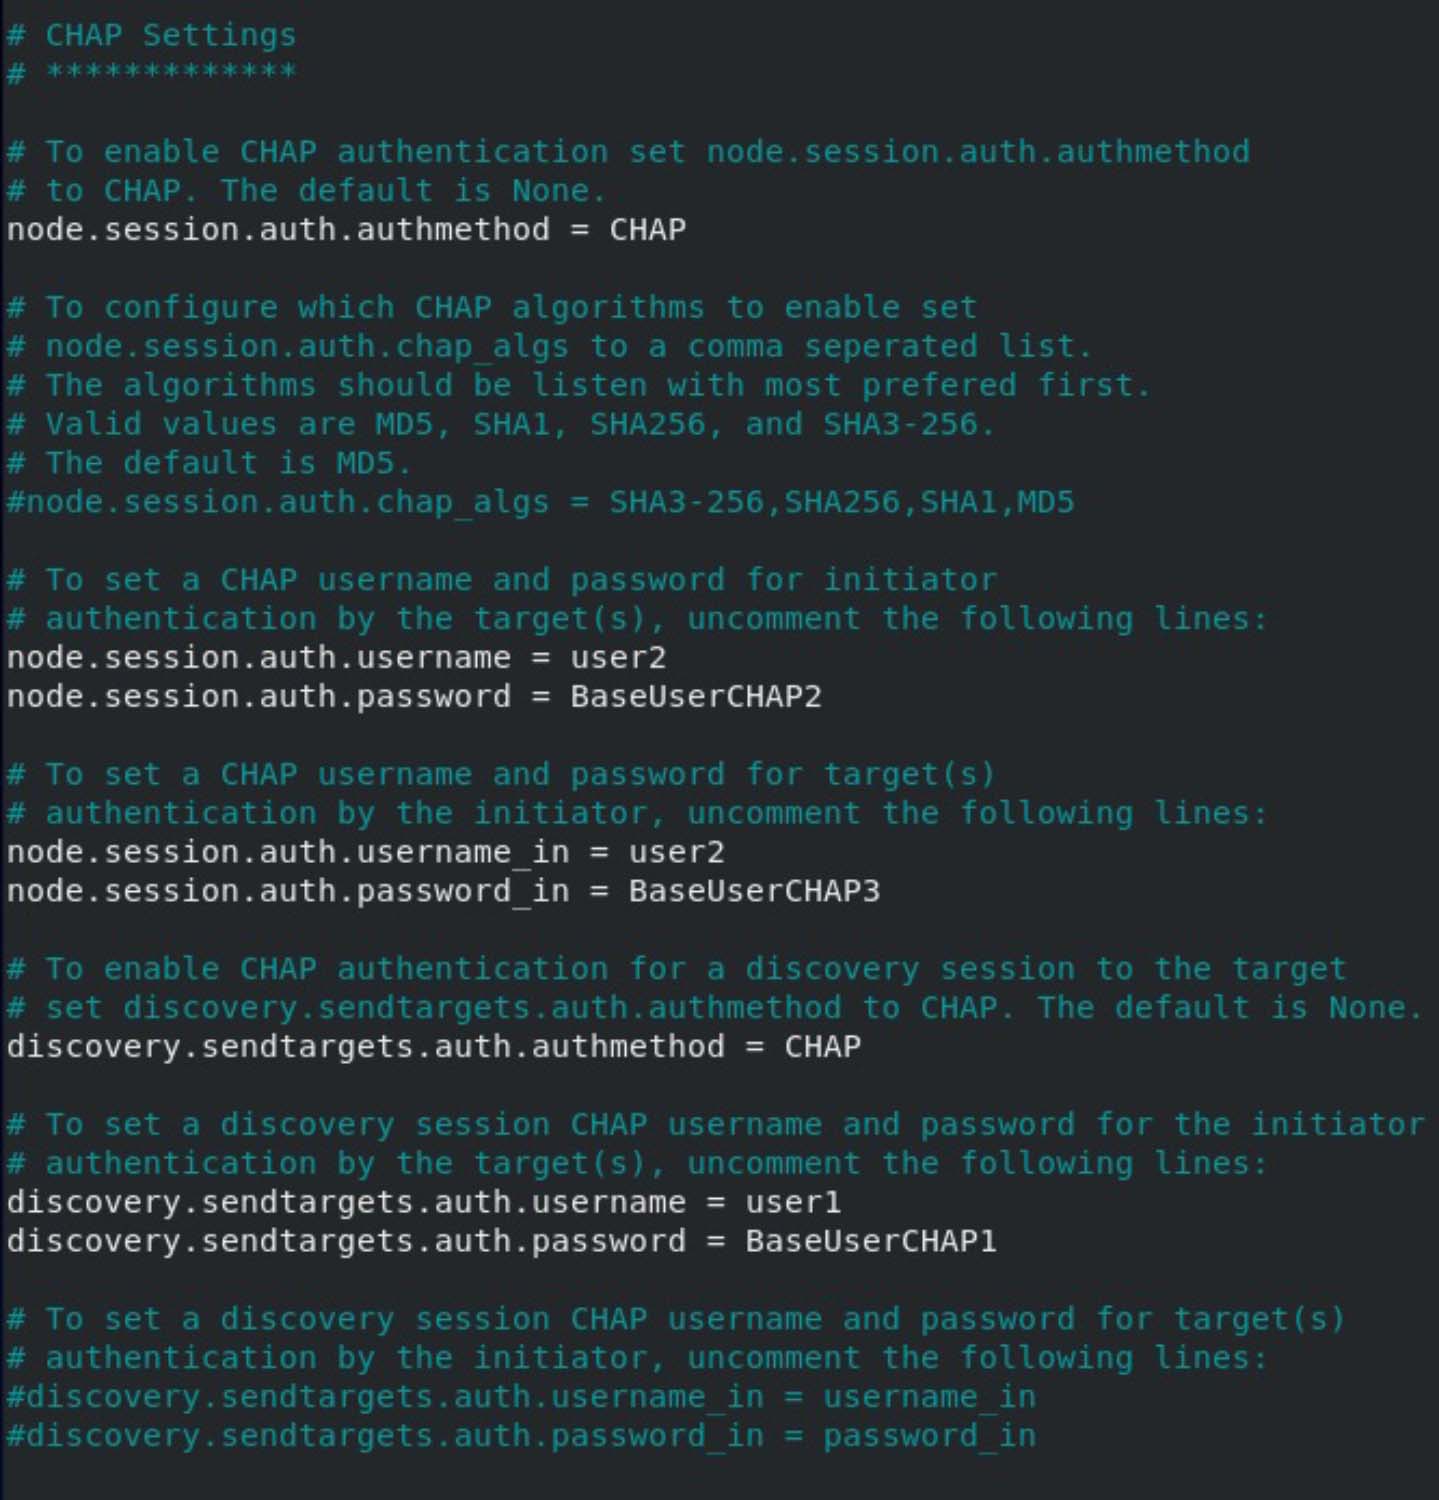 # CHAP Settings
# *************
# To enable CHAP authentication set node.session.auth.authmethod
# to CHAP. The default is None.
node.session.auth.authmethod = CHAP
# To configure which CHAP algorithms to enable set
# node.session.auth.chap_algs to a comma seperated list.
# The algorithms should be listen with most prefered first.
# Valid values are MD5, SHA1, SHA256, and SHA3-256.
# The default is MD5.
#node.session.auth.chap_algs = SHA3-256,SHA256,SHA1,MD5
# To set a CHAP username and password for initiator
# authentication by the target(s), uncomment the following lines:
node.session.auth.username = user2
node.session.auth.password = BaseUserCHAP2
# To set a CHAP username and password for target(s)
# authentication by the initiator, uncomment the following lines:
node.session.auth.username_in = user2
node.session.auth.password_in = BaseUserCHAP3
# To enable CHAP authentication for a discovery session to the target
# set discovery.sendtargets.auth.authmethod to CHAP. The default is None.
discovery.sendtargets.auth.authmethod = CHAP
# To set a discovery session CHAP username and password for the initiator
# authentication by the target(s), uncomment the following lines:
discovery.sendtargets.auth.username = user1
discovery.sendtargets.auth.password = BaseUserCHAP1
# To set a discovery session CHAP username and password for target(s)
# authentication by the initiator, uncomment the following lines:
#discovery.sendtargets.auth.username_in = username_in
#discovery.sendtargets.auth.password_in = password_in